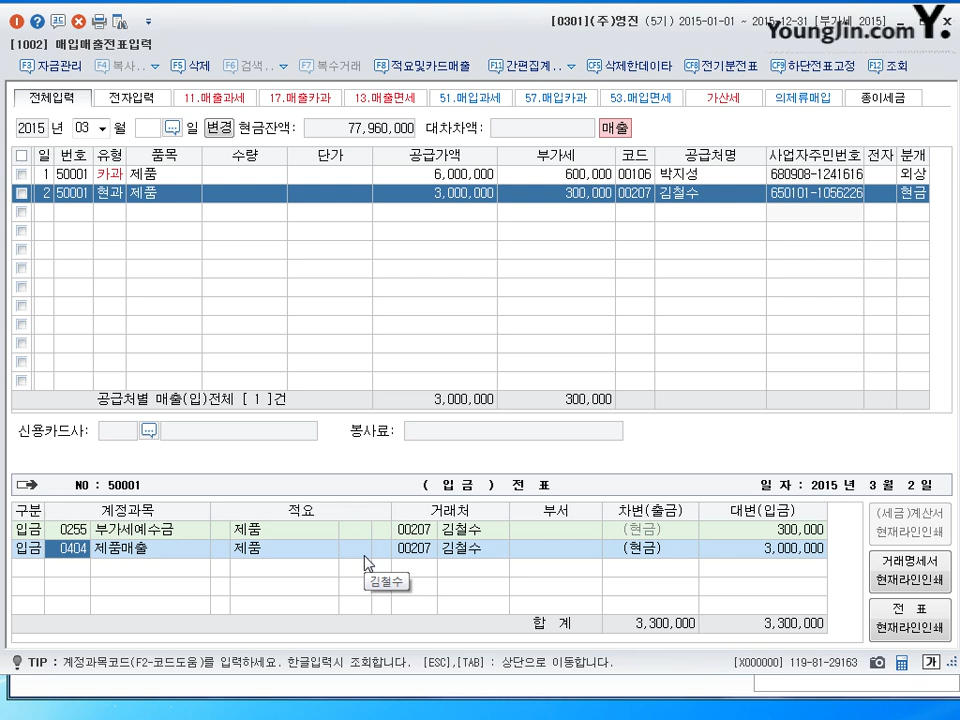 [0301](주)영진 (5기) 2015-01-01 ~ 2015-12-31 [부가세 2015]
YoungJin.com Y.
[1002] 매입매출전표입력
F3 자금관리 F4 복사.. F5 삭제 F6 검색.. F7 복수거래 F8 적요및카드매출 F11 간편집계.. CF5 삭제한데이타 CF8 전기분전표 CF9 하단전표고정 F12 조회
전체입력 전자입력 11.매출과세 17.매출카과 13.매출면세 51.매입과세 57.매입카과 53.매입면세 가산세 의제류매입 종이세금
2015 년 03 월 일 변경 현금잔액: 77,960,000 대차차액: 매출
일 번호 유형 품목 수량 단가 공급가액 부가세 코드 공급처명 사업자주민번호 전자 분개
1 50001 카과 제품 6,000,000 600,000 00106 박지성 680908-1241616 외상
2 50001 현과 제품 3,000,000 300,000 00207 김철수 650101-1056226 현금
공급처별 매출(입)전체 [ 1 ]건 3,000,000 300,000
신용카드사: 봉사료:
NO : 50001 ( 입 금 ) 전 표 일 자 : 2015 년 3 월 2 일
구분 계정과목 적요 거래처 부서 차변(출금) 대변(입금)
입금 0255 부가세예수금 제품 00207 김철수 (현금) 300,000
입금 0404 제품매출 제품 00207 김철수 (현금) 3,000,000
김철수
합 계 3,300,000 3,300,000
(세금)계산서
현재라인인쇄
거래명세서
현재라인인쇄
전 표
현재라인인쇄
TIP : 계정과목코드(F2-코드도움)를 입력하세요. 한글입력시 조회합니다. [ESC],[TAB] : 상단으로 이동합니다. [X000000] 119-81-29163 가